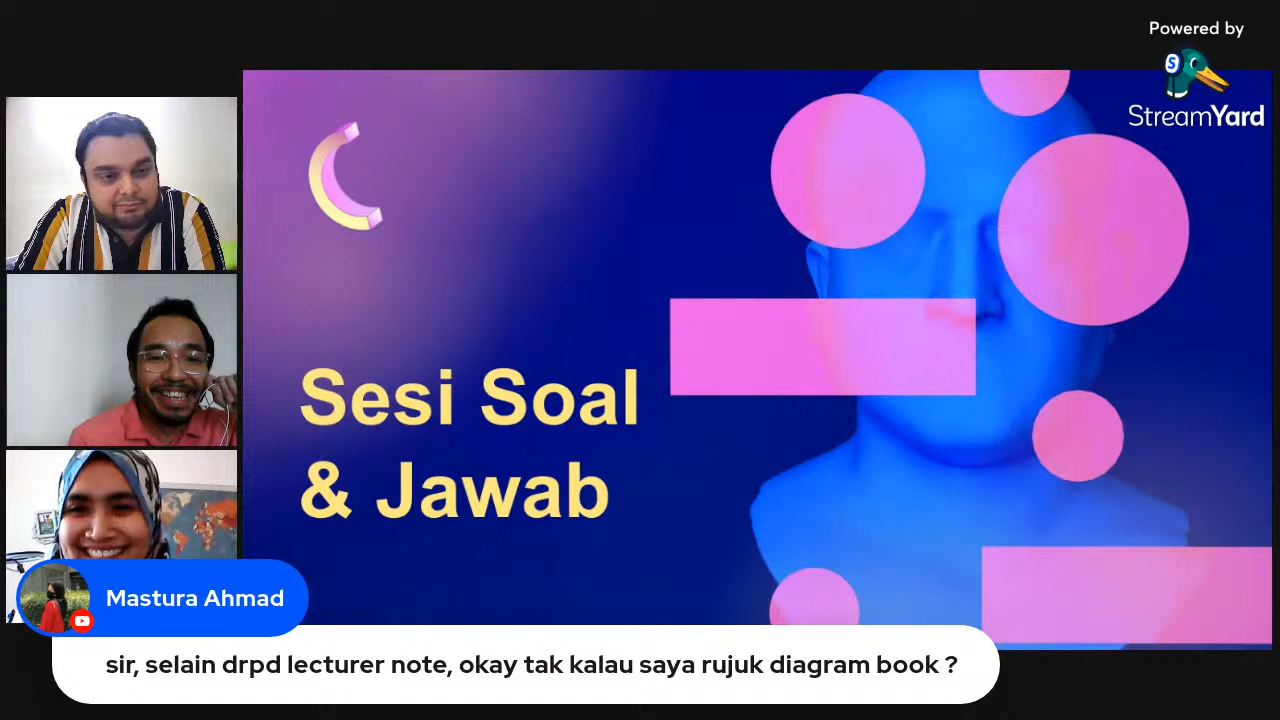 Powered by
StreamYard
Sesi Soal
& Jawab
Mastura Ahmad
sir, selain drpd lecturer note, okay tak kalau saya rujuk diagram book ?